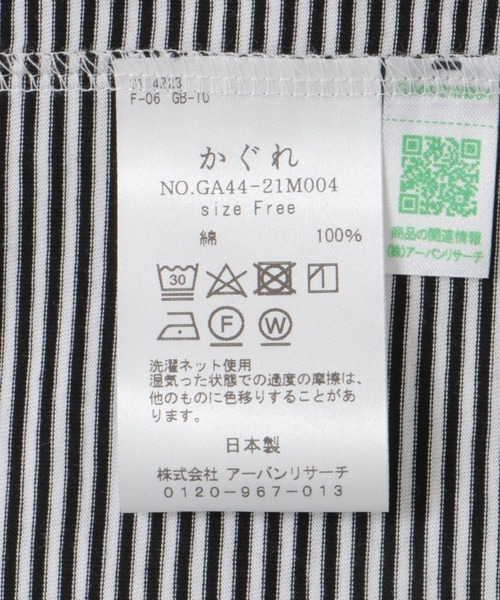 F-06 GB-10
かぐれ
NO.GA44-21M004
size Free
綿 100%
30
F
W
洗濯ネット使用
湿気った状態での過度の摩擦は、
他のものに色移りすることがあ
ります。
日本製
株式会社 アーバンリサーチ
0120-967-013
商品の関連情報
(株)アーバンリサーチ